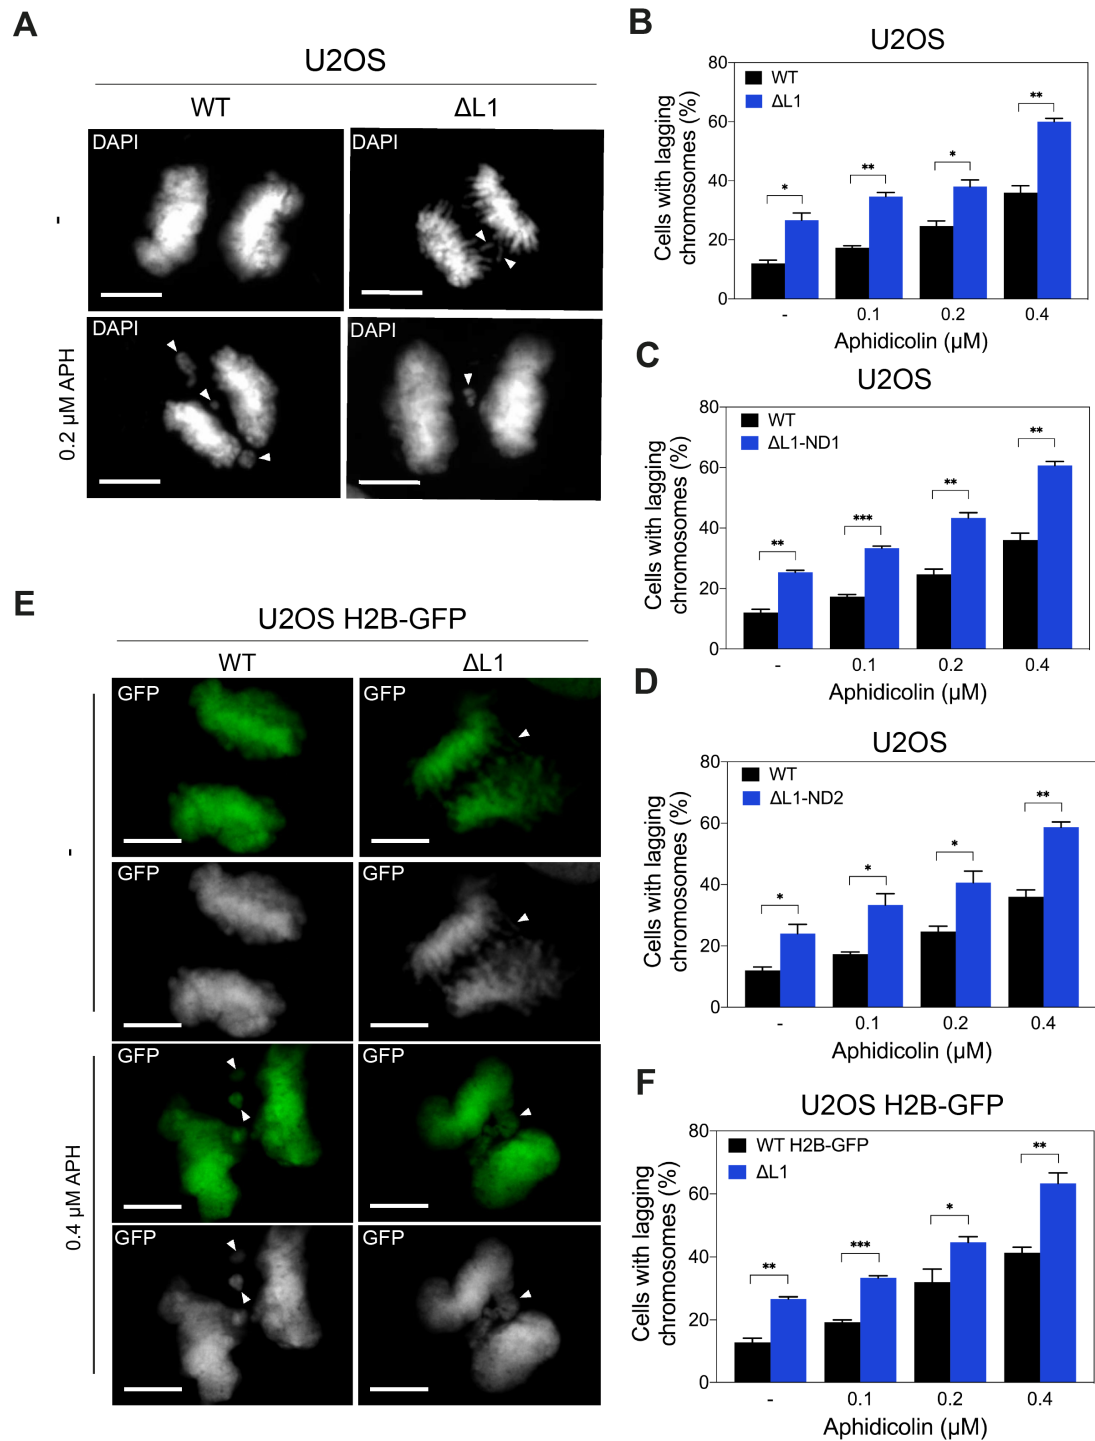 A
U2OS
WT
ΔL1
DAPI
DAPI
-
DAPI
DAPI
0.2 μM APH
B
U2OS
WT
ΔL1
Cells with lagging
chromosomes (%)
80
60
40
20
0
*
**
*
**
-
0.1
0.2
0.4
Aphidicolin (μM)
C
U2OS
WT
ΔL1-ND1
Cells with lagging
chromosomes (%)
80
60
40
20
0
**
***
**
**
-
0.1
0.2
0.4
Aphidicolin (μM)
D
U2OS
WT
ΔL1-ND2
Cells with lagging
chromosomes (%)
80
60
40
20
0
*
*
*
**
-
0.1
0.2
0.4
Aphidicolin (μM)
E
U2OS H2B-GFP
WT
ΔL1
GFP
GFP
-
GFP
GFP
GFP
GFP
0.4 μM APH
GFP
GFP
F
U2OS H2B-GFP
WT H2B-GFP
ΔL1
Cells with lagging
chromosomes (%)
80
60
40
20
0
**
***
*
**
-
0.1
0.2
0.4
Aphidicolin (μM)